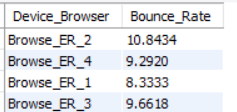 Device_Browser Bounce_Rate
Browse_ER_2 10.8434
Browse_ER_4 9.2920
Browse_ER_1 8.3333
Browse_ER_3 9.6618